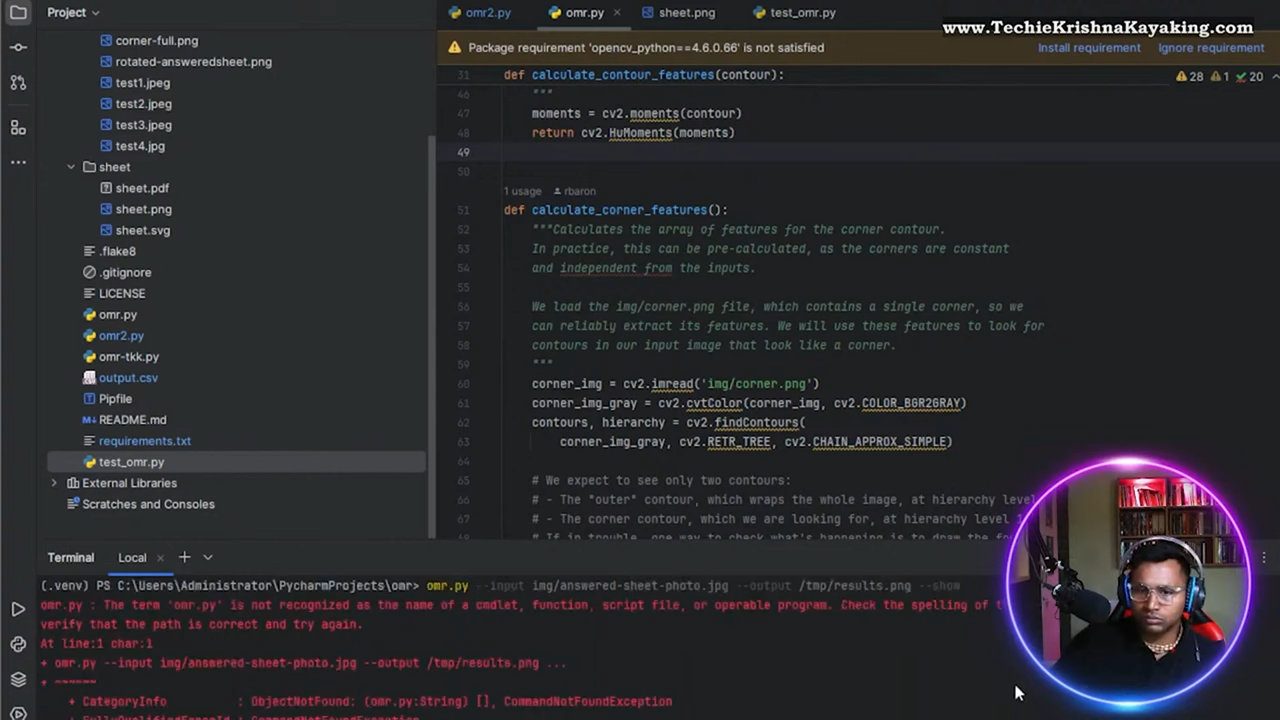 Project
corner-full.png
rotated-answeredsheet.png
test1.jpeg
test2.jpeg
test3.jpeg
test4.jpg
sheet
sheet.pdf
sheet.png
sheet.svg
.flake8
.gitignore
LICENSE
omr.py
omr2.py
omr-tkk.py
output.csv
Pipfile
README.md
requirements.txt
test_omr.py
External Libraries
Scratches and Consoles
omr2.py
omr.py
sheet.png
test_omr.py
www.TechieKrishnaKayaking.com
Package requirement 'opencv_python==4.6.0.66' is not satisfied
Install requirement
Ignore requirement
28 1 20
31 def calculate_contour_features(contour):
46 """
47 moments = cv2.moments(contour)
48 return cv2.HuMoments(moments)
49
50
1 usage rbaron
51 def calculate_corner_features():
52 """Calculates the array of features for the corner contour.
53 In practice, this can be pre-calculated, as the corners are constant
54 and independent from the inputs.
55
56 We load the img/corner.png file, which contains a single corner, so we
57 can reliably extract its features. We will use these features to look for
58 contours in our input image that look like a corner.
59 """
60 corner_img = cv2.imread('img/corner.png')
61 corner_img_gray = cv2.cvtColor(corner_img, cv2.COLOR_BGR2GRAY)
62 contours, hierarchy = cv2.findContours(
63 corner_img_gray, cv2.RETR_TREE, cv2.CHAIN_APPROX_SIMPLE)
64
65 # We expect to see only two contours:
66 # - The "outer" contour, which wraps the whole image, at hierarchy level
67 # - The corner contour, which we are looking for, at hierarchy level
Terminal
Local
(.venv) PS C:\Users\Administrator\PycharmProjects\omr> omr.py --input img/answered-sheet-photo.jpg --output /tmp/results.png --show
omr.py : The term 'omr.py' is not recognized as the name of a cmdlet, function, script file, or operable program. Check the spelling of
verify that the path is correct and try again.
At line:1 char:1
+ omr.py --input img/answered-sheet-photo.jpg --output /tmp/results.png ...
+ ~~~~~~
+ CategoryInfo : ObjectNotFound: (omr.py:String) [], CommandNotFoundException